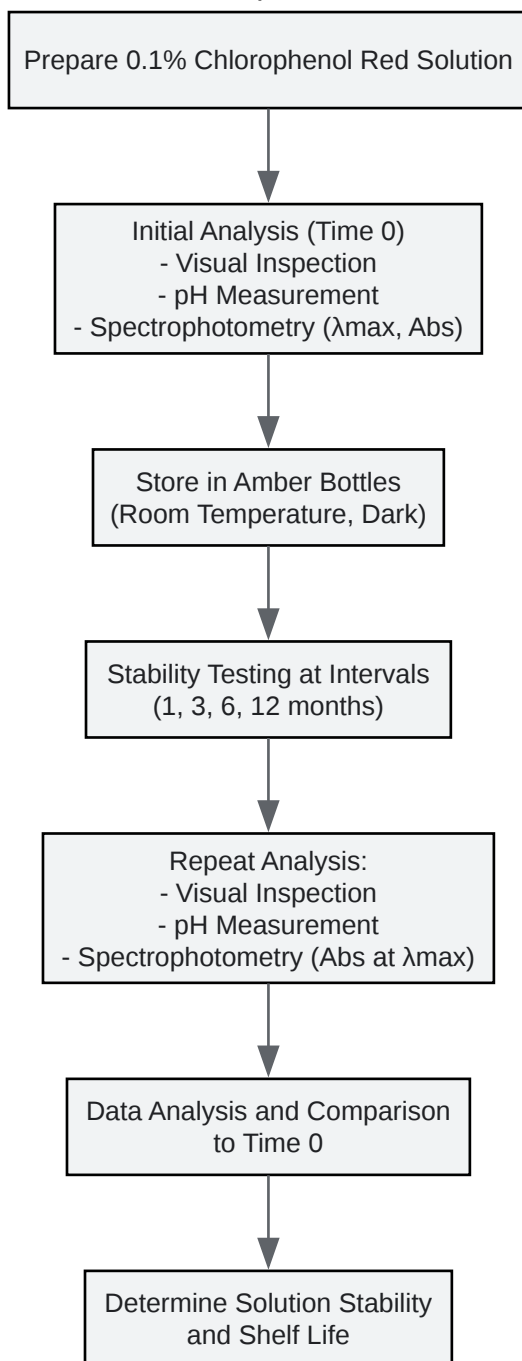 Prepare 0.1% Chlorophenol Red Solution
Initial Analysis (Time 0)
- Visual Inspection
- pH Measurement
- Spectrophotometry (λmax, Abs)
Store in Amber Bottles
(Room Temperature, Dark)
Stability Testing at Intervals
(1, 3, 6, 12 months)
Repeat Analysis:
- Visual Inspection
- pH Measurement
- Spectrophotometry (Abs at λmax)
Data Analysis and Comparison
to Time 0
Determine Solution Stability
and Shelf Life